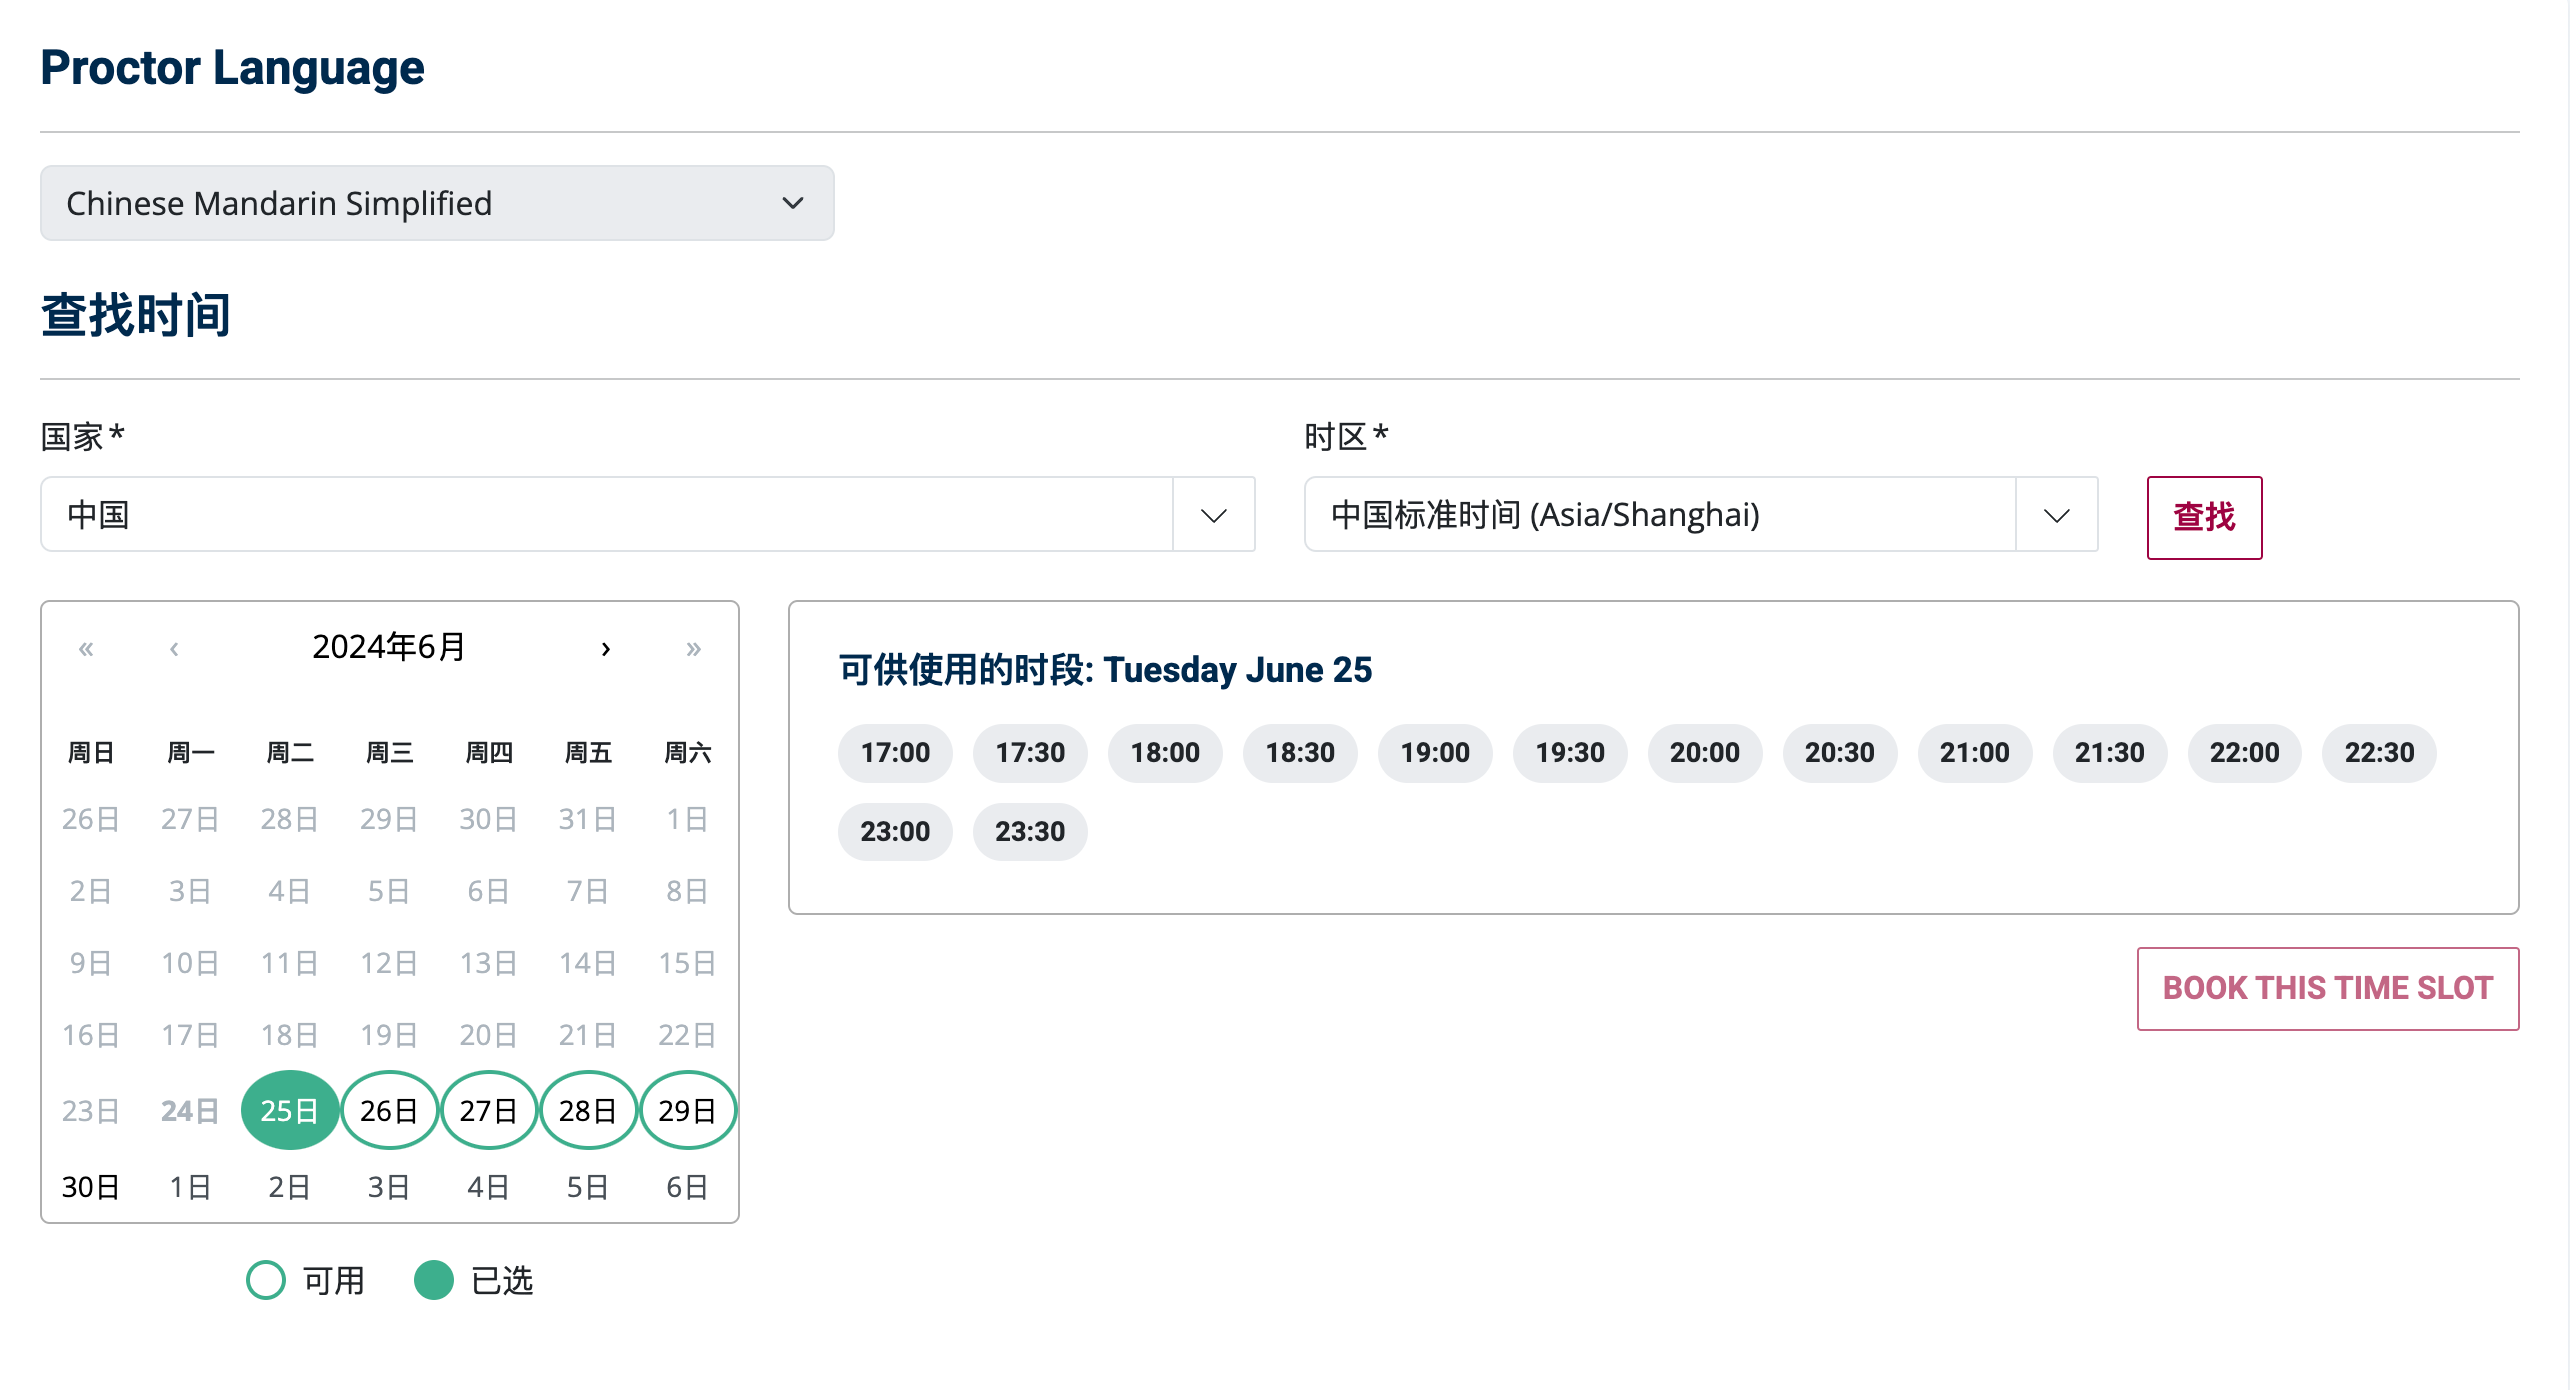 Proctor Language
Chinese Mandarin Simplified
查找时间
国家*
时区*
中国
中国标准时间 (Asia/Shanghai)
查找
« ‹ 2024年6月 › »
周日 周一 周二 周三 周四 周五 周六
26日 27日 28日 29日 30日 31日 1日
2日 3日 4日 5日 6日 7日 8日
9日 10日 11日 12日 13日 14日 15日
16日 17日 18日 19日 20日 21日 22日
23日 24日 25日 26日 27日 28日 29日
30日 1日 2日 3日 4日 5日 6日
可用 已选
可供使用的时段: Tuesday June 25
17:00 17:30 18:00 18:30 19:00 19:30 20:00 20:30 21:00 21:30 22:00 22:30
23:00 23:30
BOOK THIS TIME SLOT